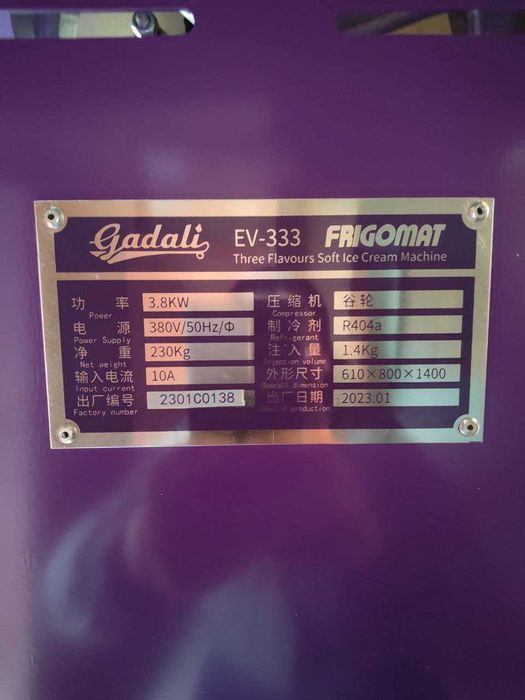 Gadali EV-333 FRIGOMAT
Three Flavours Soft Ice Cream Machine
功 率 3.8KW 压缩机 谷轮
Power Compressor
电 源 380V/50Hz/Φ 制冷剂 R404a
Power Supply Refrigerant
净 重 230Kg 注入量 1.4Kg
Net weight Injection volume
输入电流 10A 外形尺寸 610×800×1400
Input current Overall dimension
出厂编号 2301C0138 出厂日期 2023.01
Factory number Date of production